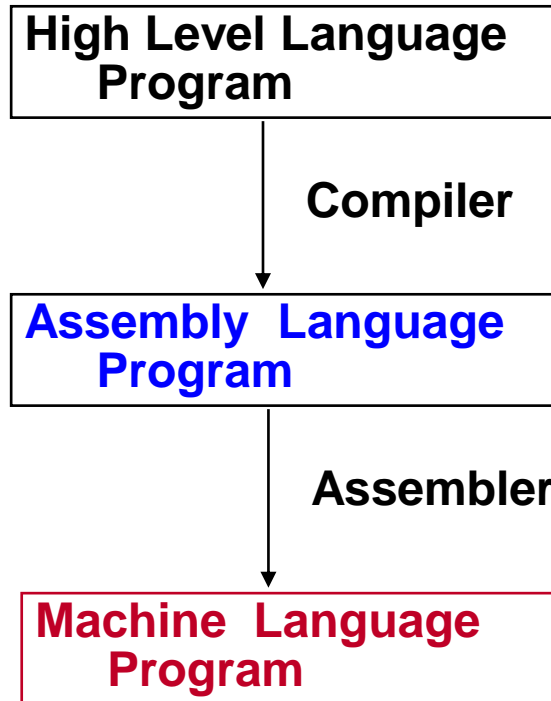 High Level Language
Program
Compiler
Assembly Language
Program
Assembler
Machine Language
Program